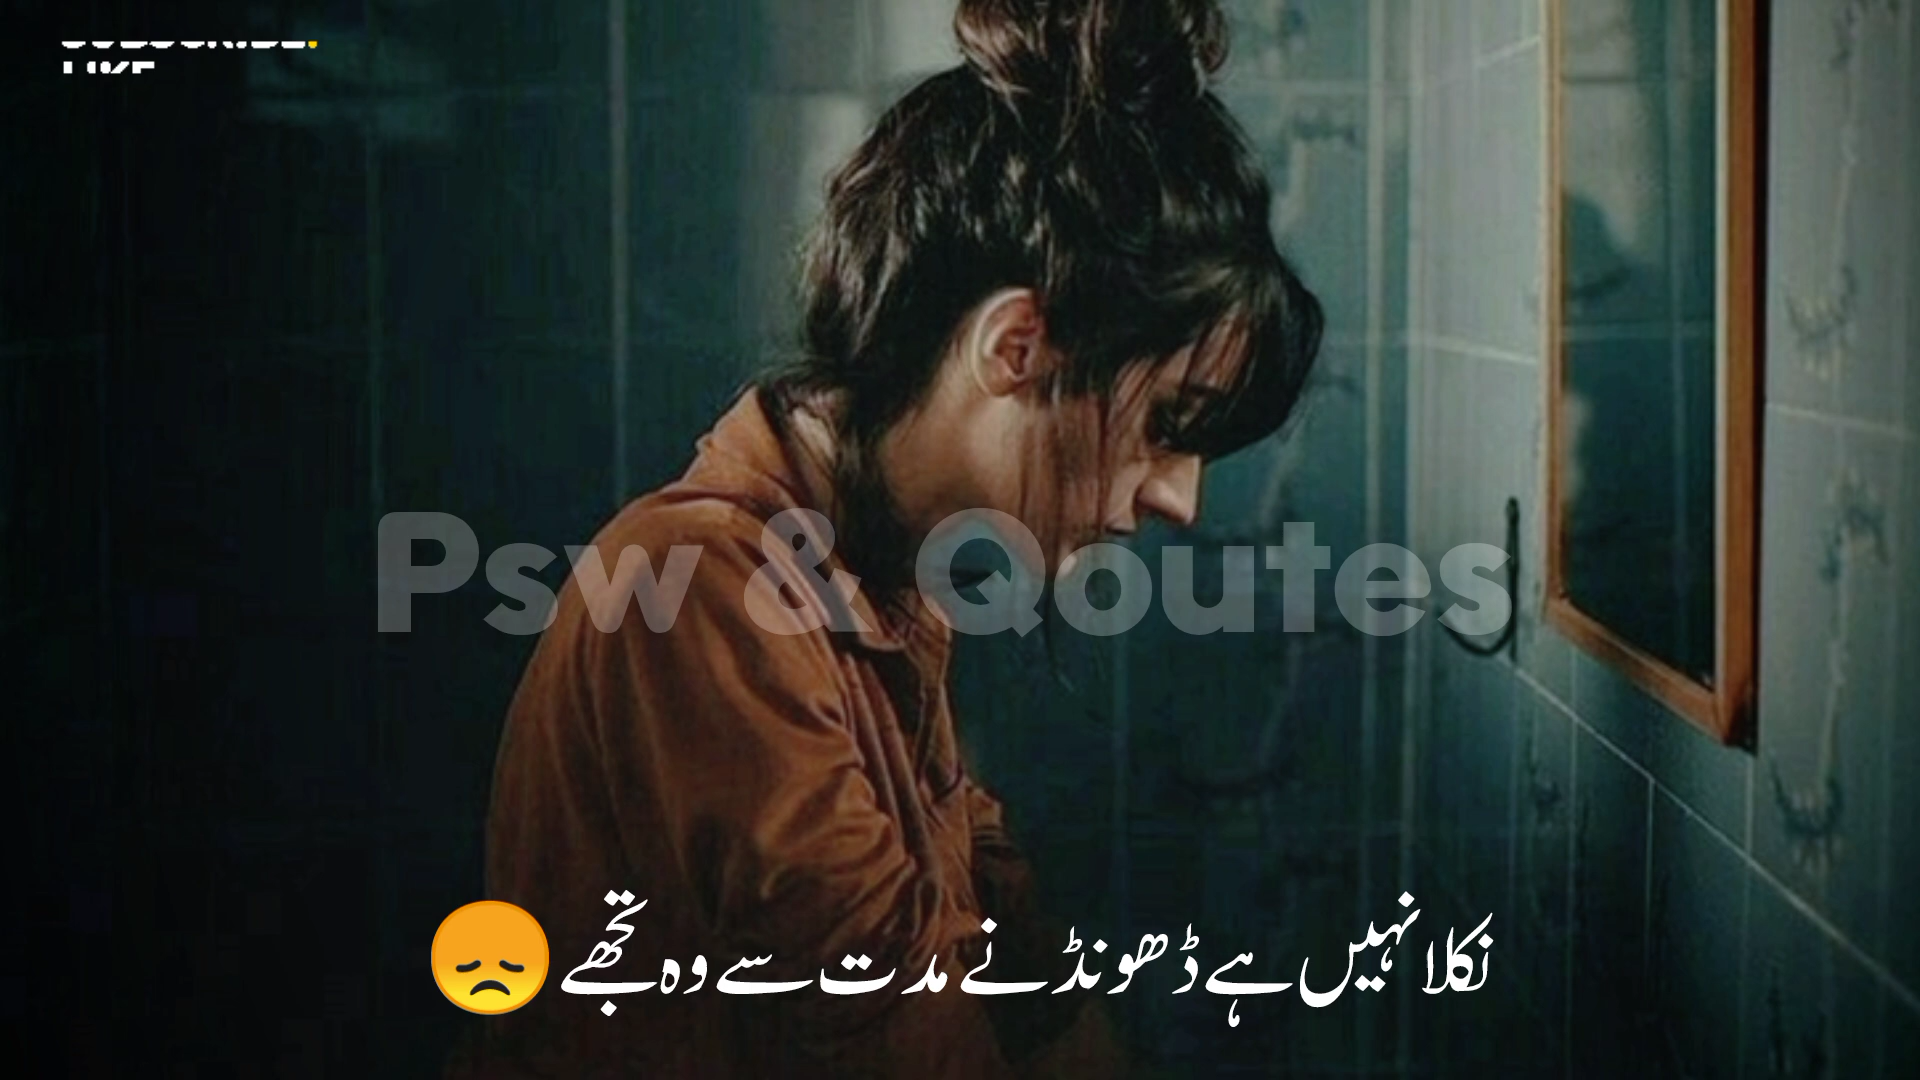 Psw & Qoutes
نکلا نہیں ہے ڈھونڈنے مدت سے وہ تجھے 😞